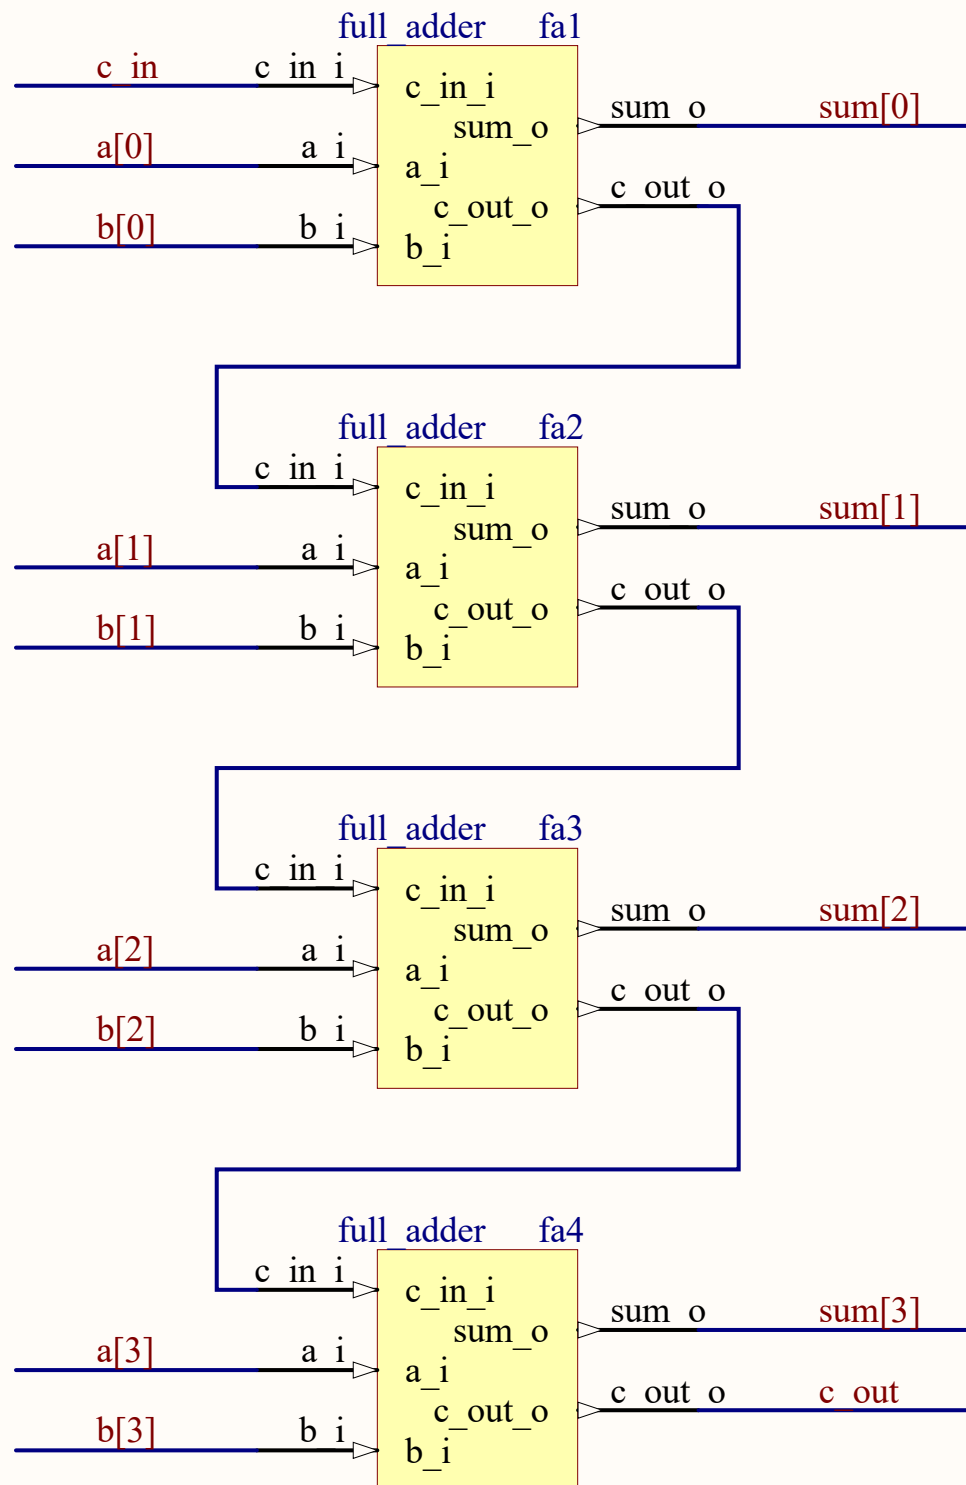 full_adder fa1
c_in c_in_i c_in_i
sum_o sum_o sum[0]
a[0] a_i a_i
c_out_o c_out_o
b[0] b_i b_i
full_adder fa2
c_in_i c_in_i
sum_o sum_o sum[1]
a[1] a_i a_i
c_out_o c_out_o
b[1] b_i b_i
full_adder fa3
c_in_i c_in_i
sum_o sum_o sum[2]
a[2] a_i a_i
c_out_o c_out_o
b[2] b_i b_i
full_adder fa4
c_in_i c_in_i
sum_o sum_o sum[3]
a[3] a_i a_i
c_out_o c_out_o c_out
b[3] b_i b_i